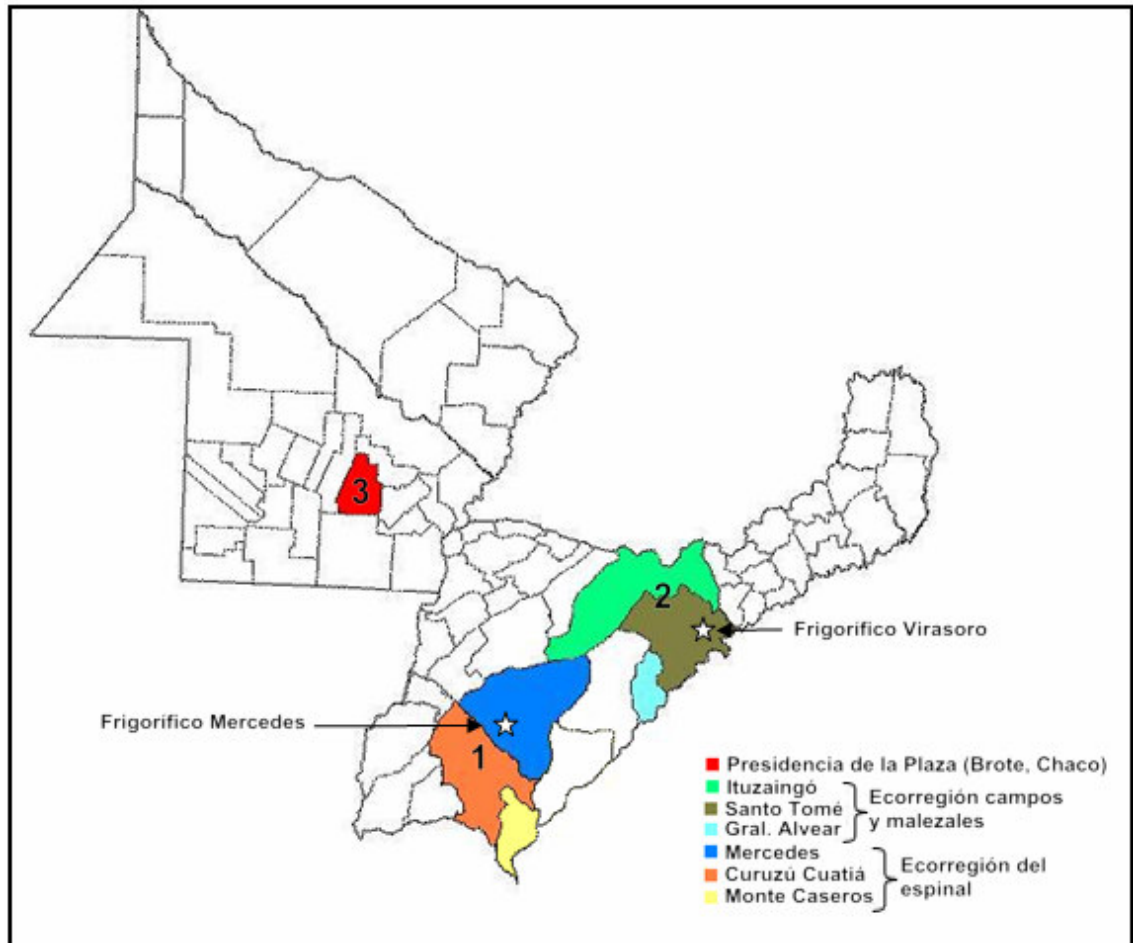 3
2
Frigorífico Virasoro
Frigorífico Mercedes
1
Presidencia de la Plaza (Brote, Chaco)
Ituzaingó
Santo Tomé
Gral. Alvear
Ecorregión campos
y malezales
Mercedes
Curuzú Cuatiá
Monte Caseros
Ecorregión del
espinal